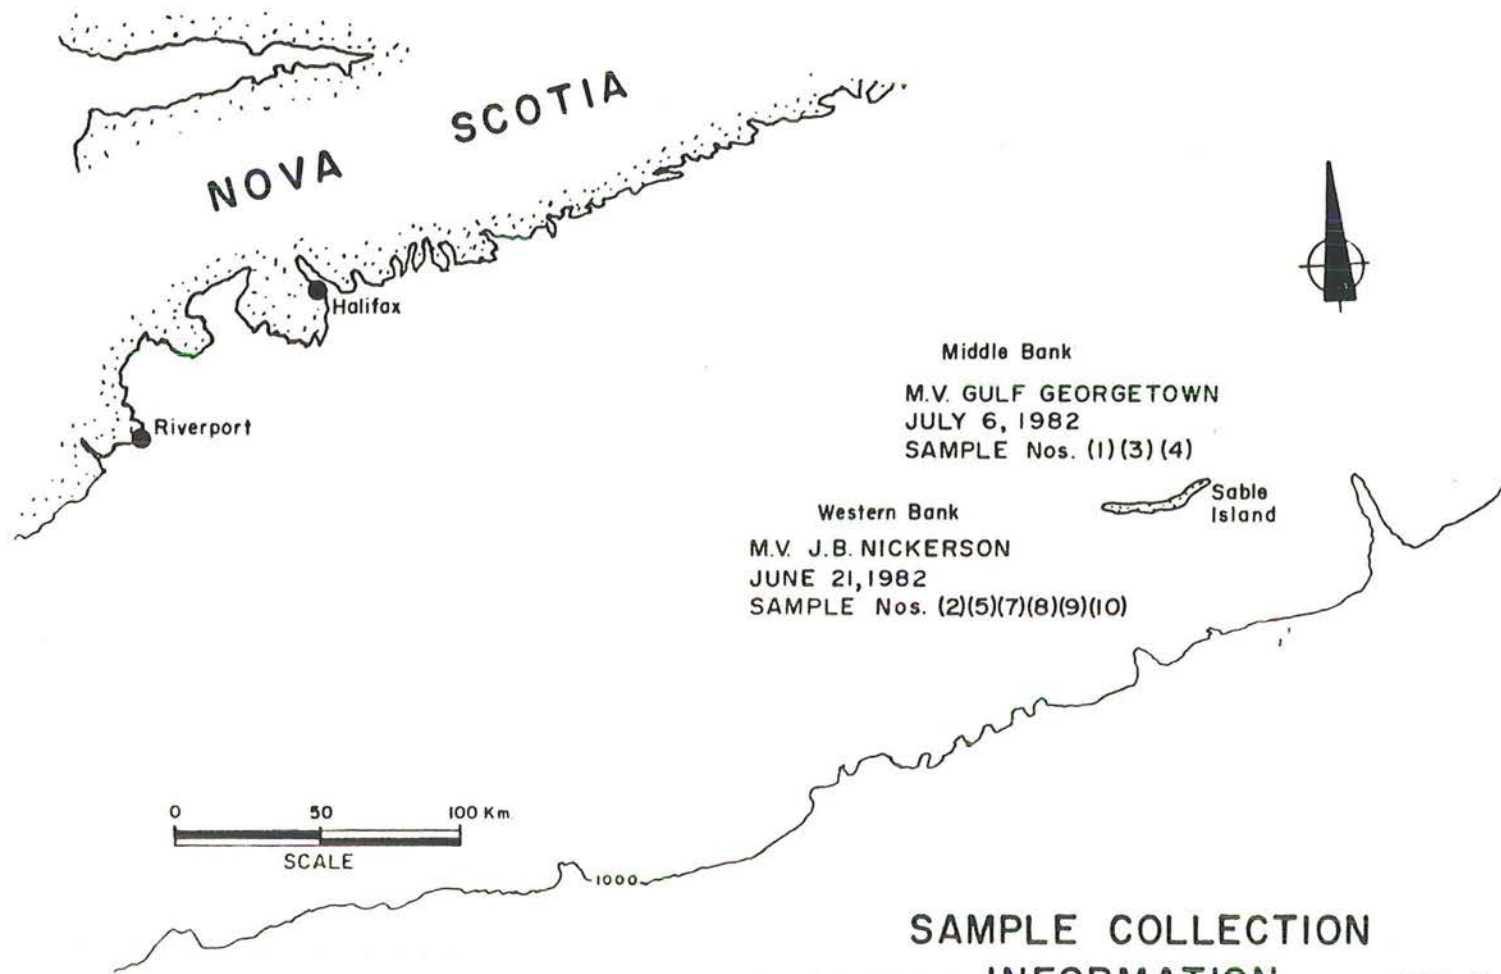 NOVA SCOTIA
Halifax
Riverport
Middle Bank
M.V. GULF GEORGETOWN
JULY 6, 1982
SAMPLE Nos. (1)(3)(4)
Sable
Island
Western Bank
M.V. J.B. NICKERSON
JUNE 21, 1982
SAMPLE Nos. (2)(5)(7)(8)(9)(10)
0 50 100 Km
SCALE
1000
SAMPLE COLLECTION
INFORMATION